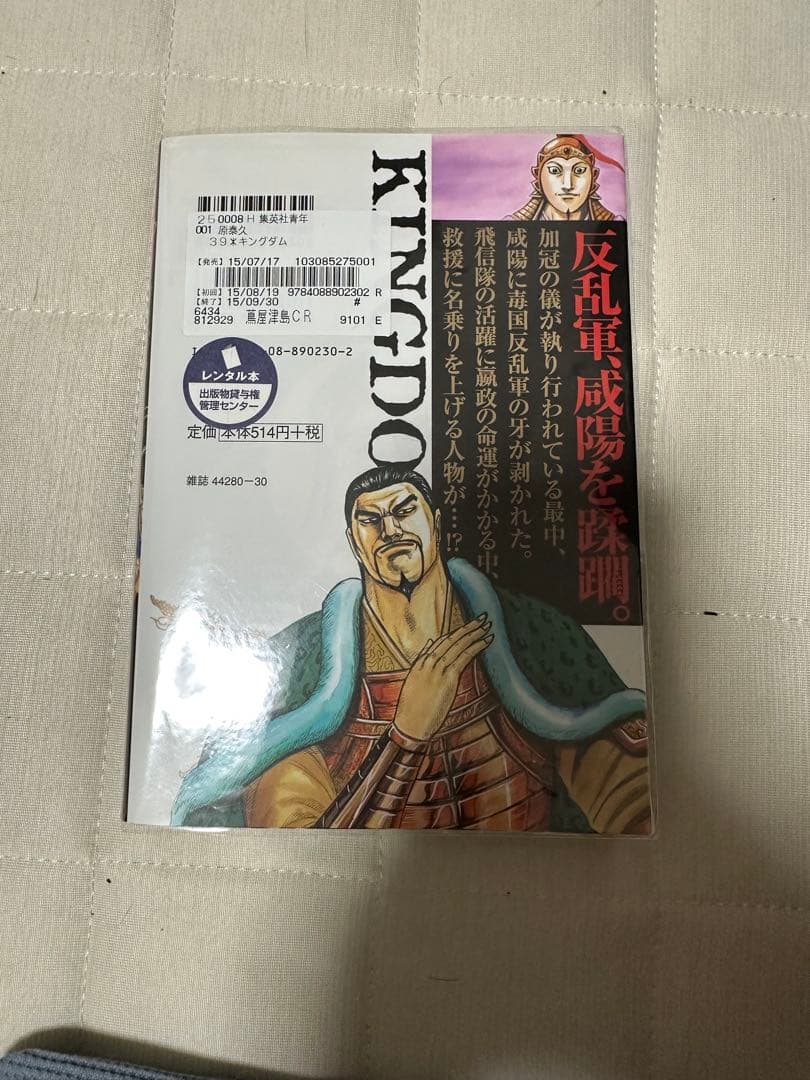 KINGDO
250008H 集英社青年
001 原泰久
39*キングダム
【発売】15/07/17 103085275001
【初回】15/08/19 9784088902302 R
【終了】15/09/30 #
6434
812929 蔦屋津島CR 9101 E
08-890230-2
レンタル本
出版物貸与権
管理センター
定価 本体514円+税
雑誌 44280-30
反乱軍、咸陽を蹂躙。
加冠の儀が執り行われている最中、
咸陽に毒国反乱軍の牙が剥かれた。
飛信隊の活躍に嬴政の命運がかかる中、
救援に名乗りを上げる人物が…!?